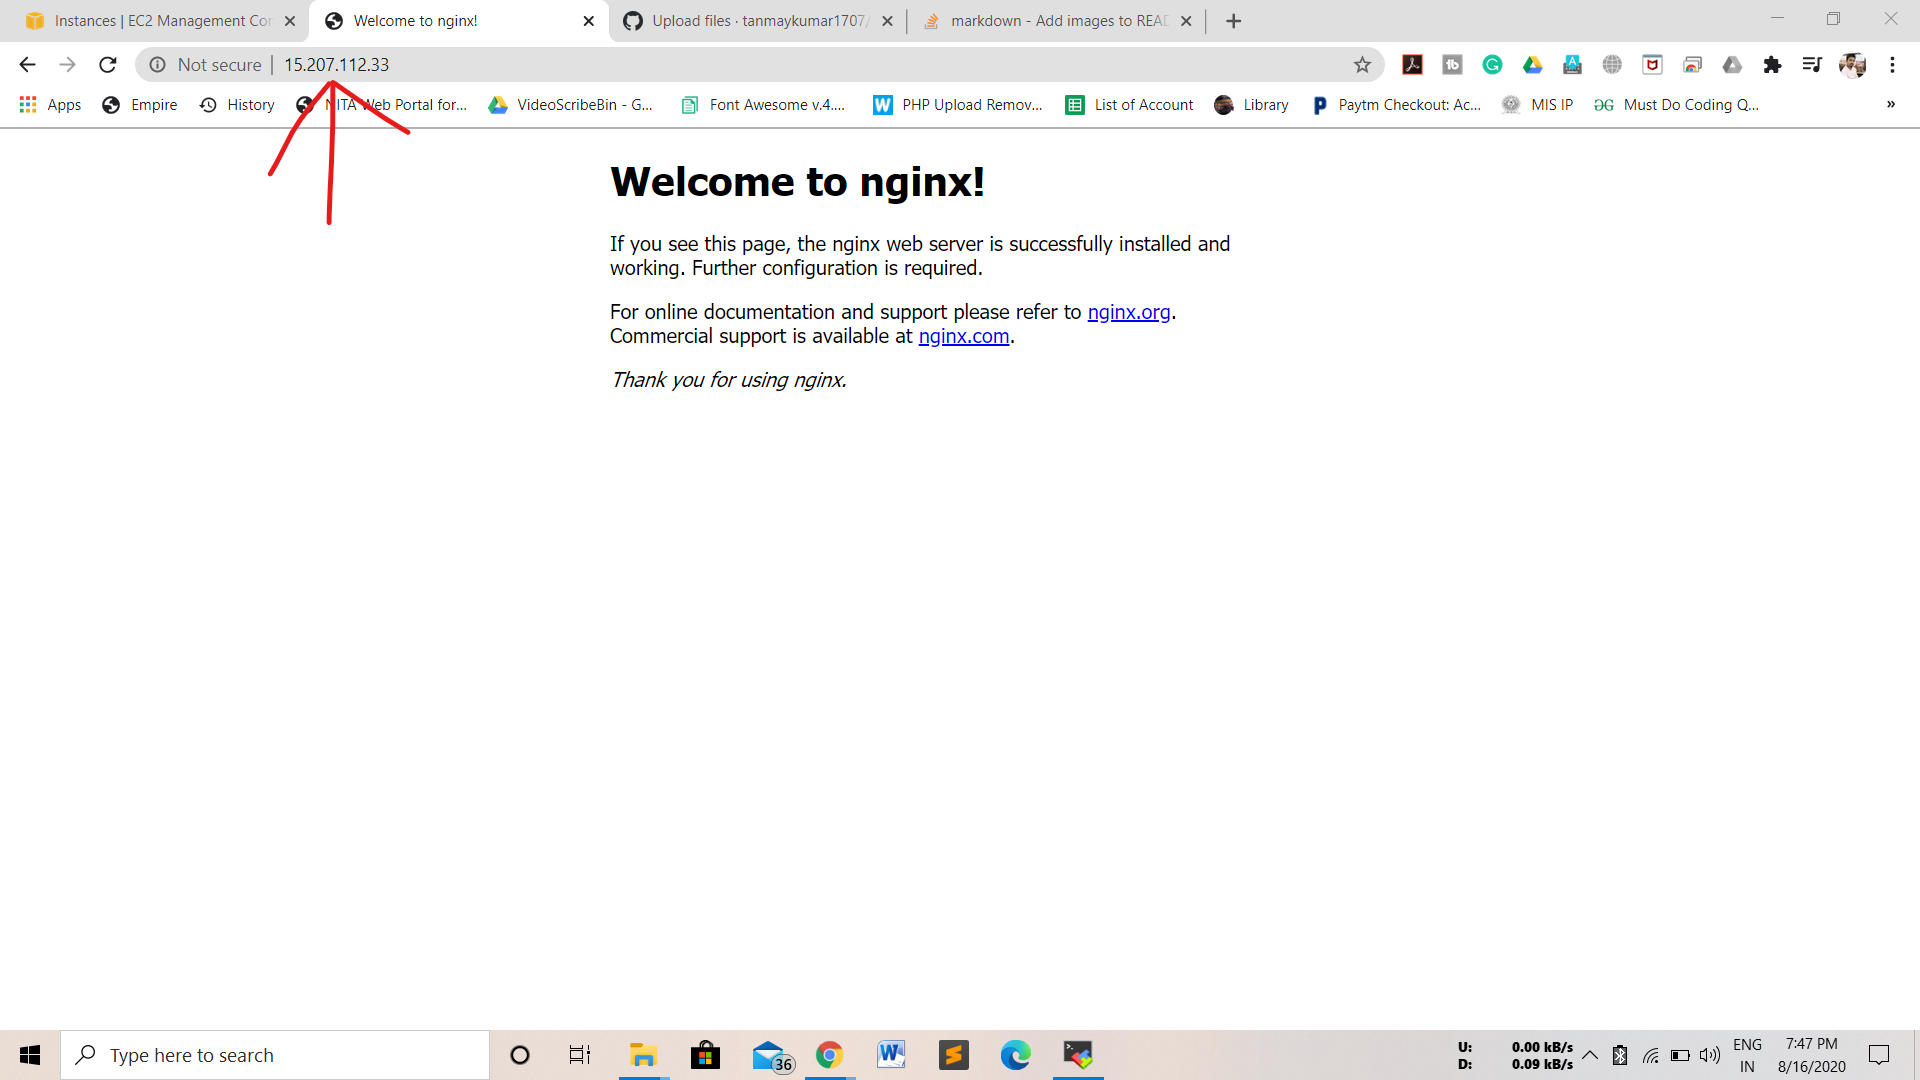 Instances | EC2 Management Con
Welcome to nginx!
Upload files · tanmaykumar1707/
markdown - Add images to READ
Not secure | 15.207.112.33
Apps
Empire
History
NITA Web Portal for...
VideoScribeBin - G...
Font Awesome v.4....
PHP Upload Remov...
List of Account
Library
Paytm Checkout: Ac...
MIS IP
Must Do Coding Q...
»
Welcome to nginx!
If you see this page, the nginx web server is successfully installed and
working. Further configuration is required.
For online documentation and support please refer to nginx.org.
Commercial support is available at nginx.com.
Thank you for using nginx.
Type here to search
36
U: 0.00 kB/s
D: 0.09 kB/s
ENG
IN
7:47 PM
8/16/2020